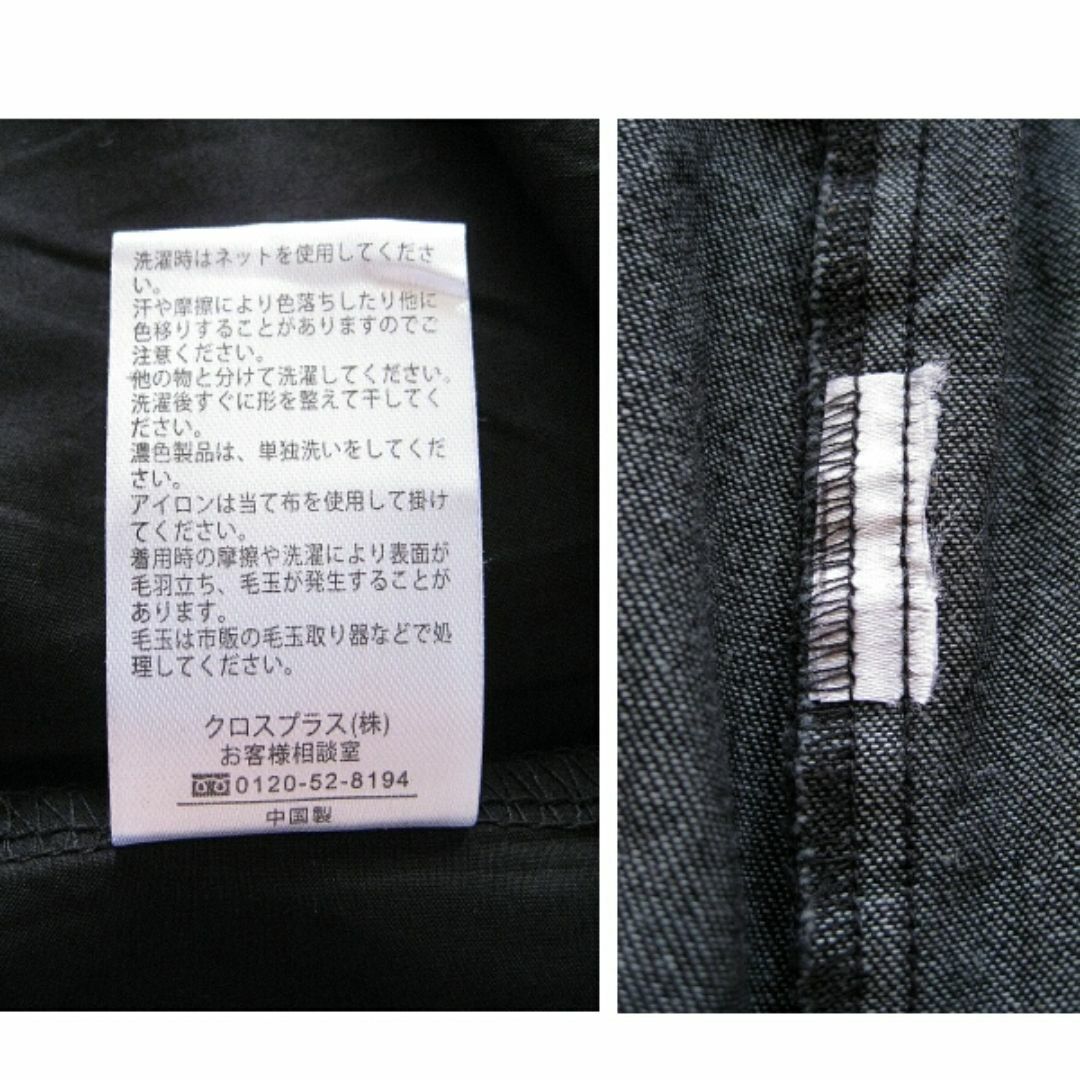 洗濯時はネットを使用してくださ
い。
汗や摩擦により色落ちしたり他に
色移りすることがありますのでご
注意ください。
他の物と分けて洗濯してください。
洗濯後すぐに形を整えて干してく
ださい。
濃色製品は、単独洗いをしてくだ
さい。
アイロンは当て布を使用して掛け
てください。
着用時の摩擦や洗濯により表面が
毛羽立ち、毛玉が発生することが
あります。
毛玉は市販の毛玉取り器などで処
理してください。
クロスプラス(株)
お客様相談室
0120-52-8194
中国製